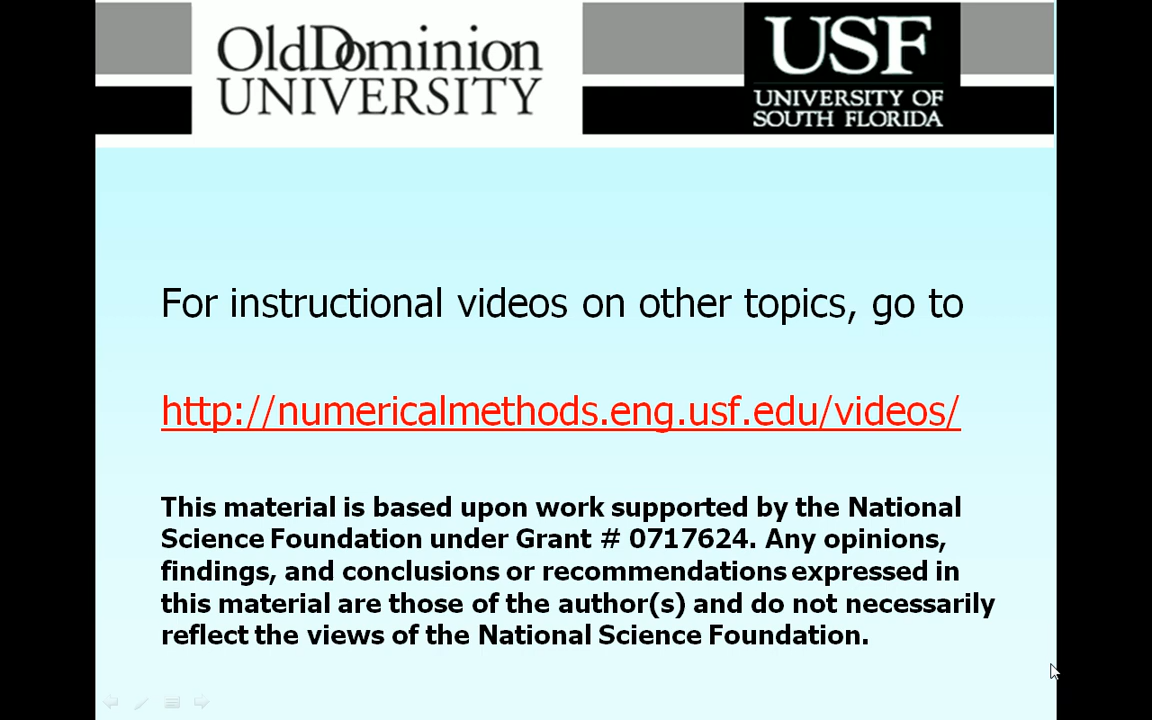 OldDominion
UNIVERSITY
USF
UNIVERSITY OF
SOUTH FLORIDA
For instructional videos on other topics, go to
http://numericalmethods.eng.usf.edu/videos/
This material is based upon work supported by the National
Science Foundation under Grant # 0717624. Any opinions,
findings, and conclusions or recommendations expressed in
this material are those of the author(s) and do not necessarily
reflect the views of the National Science Foundation.